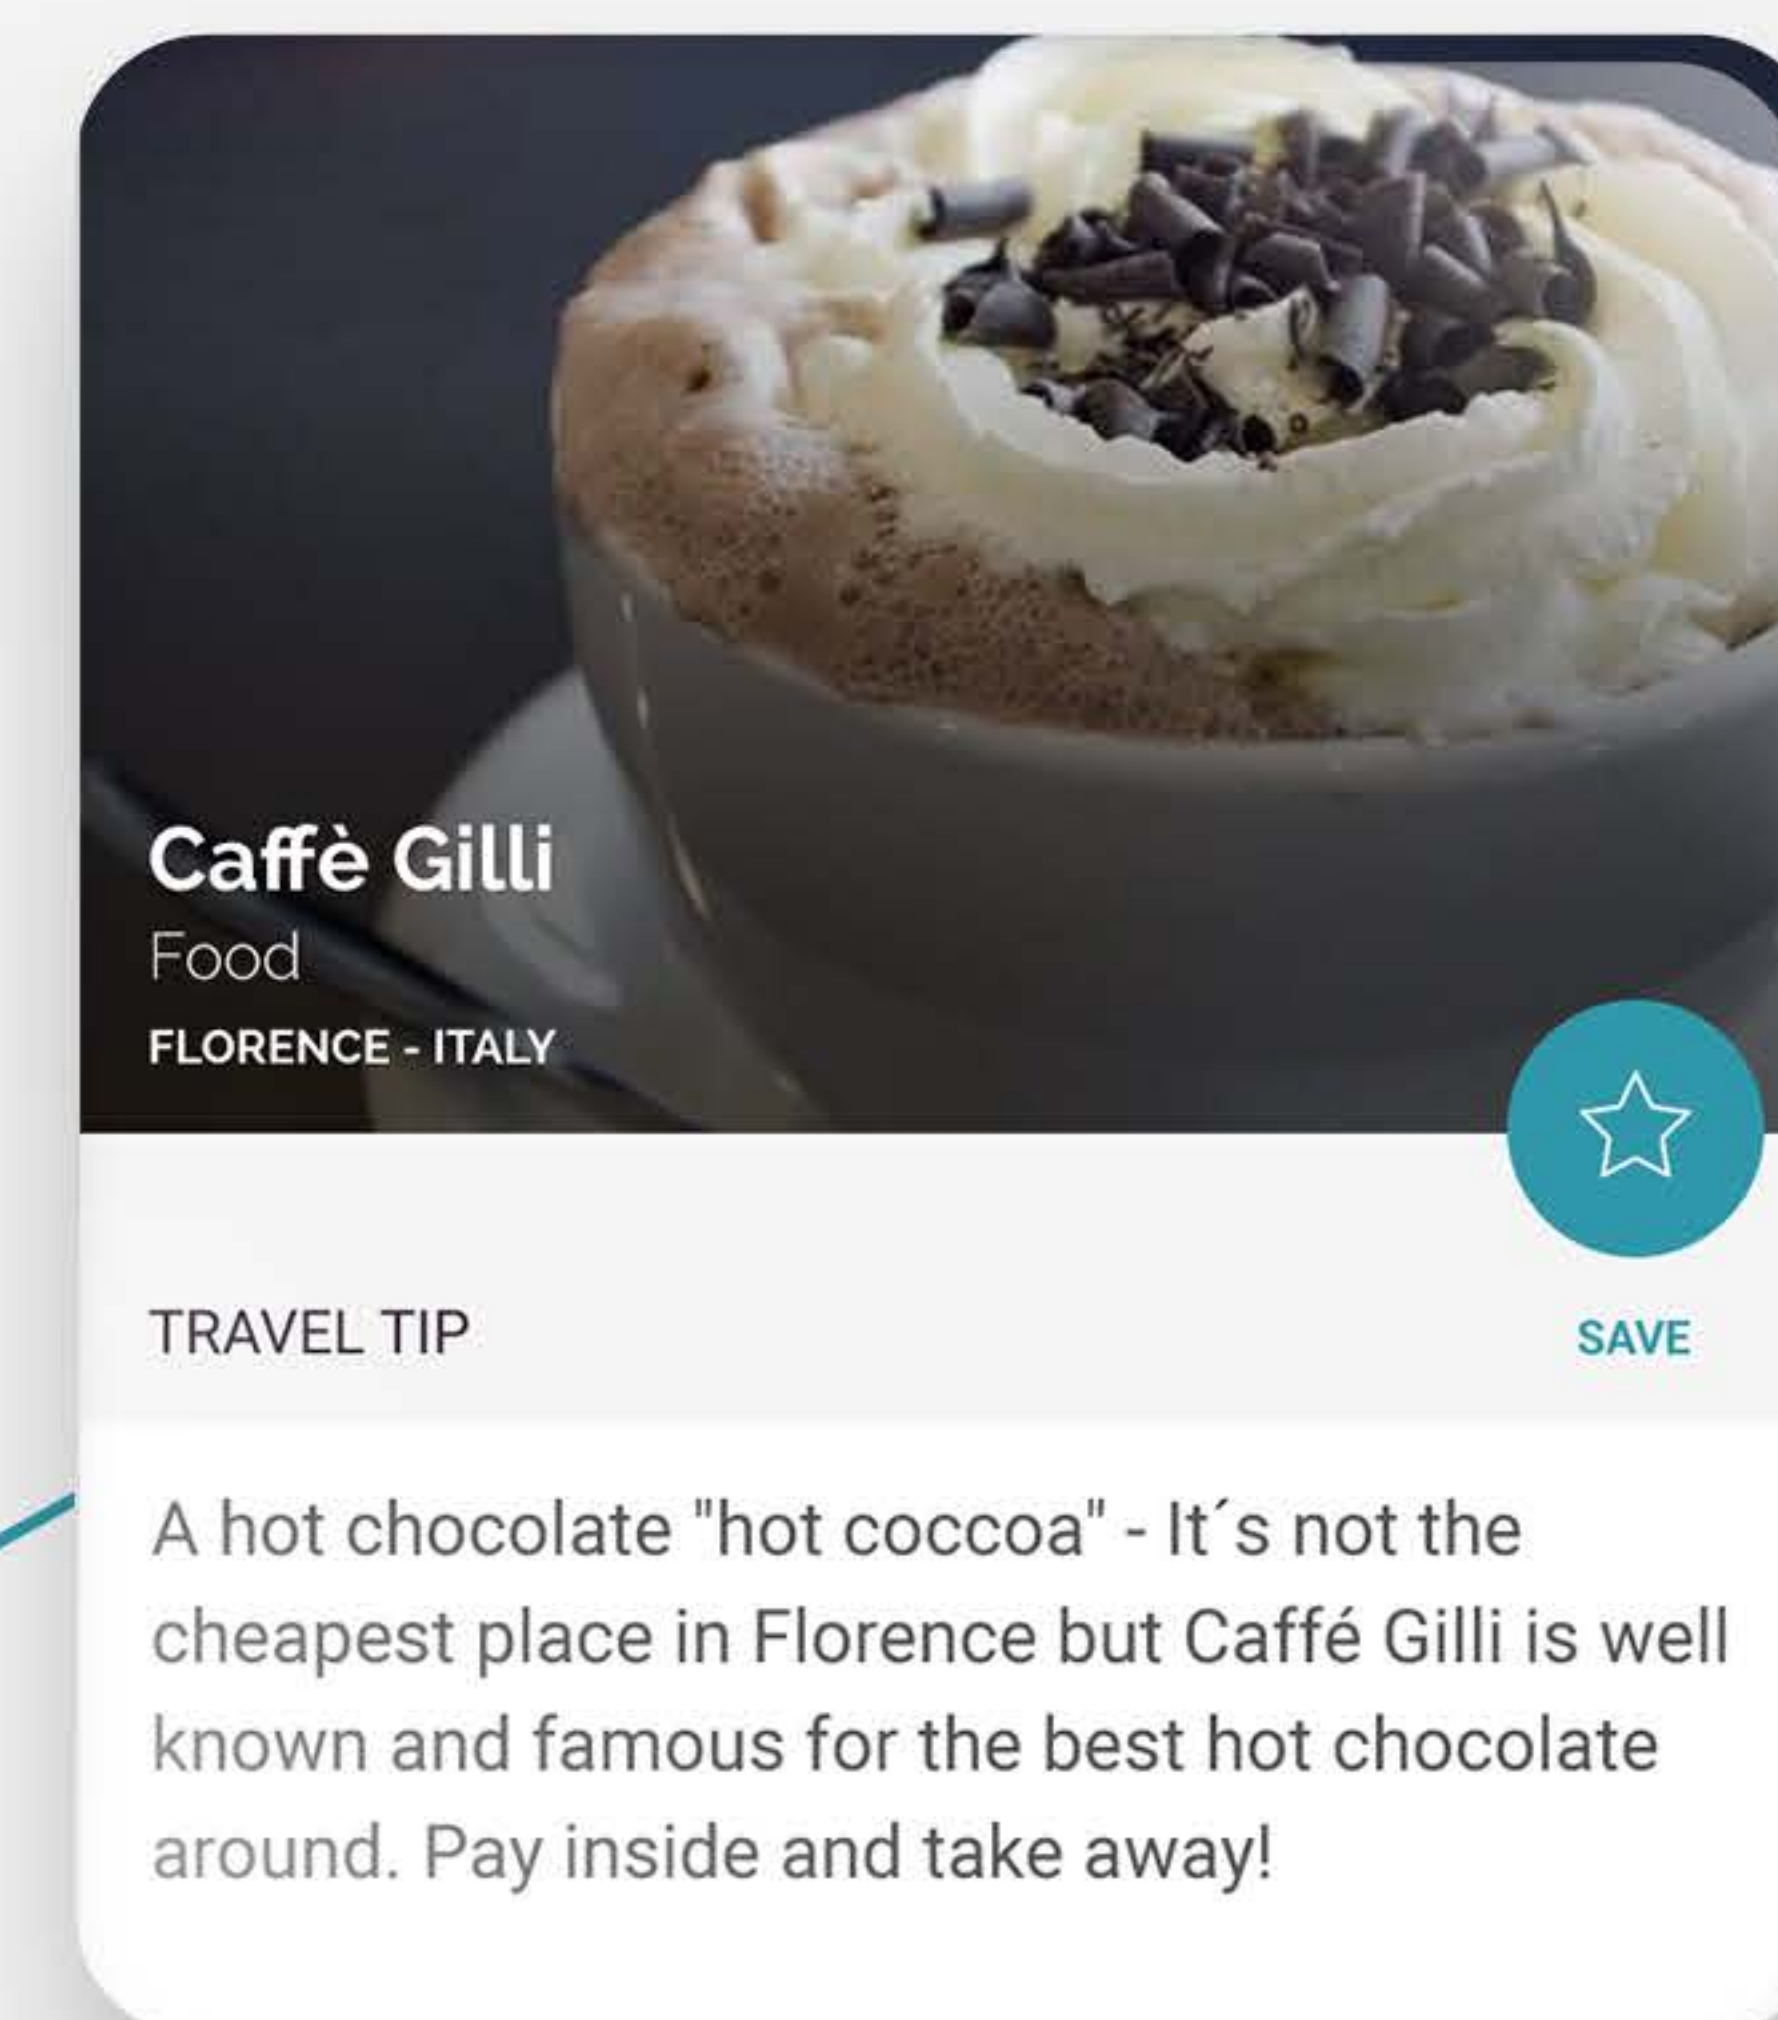 Caffè Gilli
Food
FLORENCE - ITALY
TRAVEL TIP
SAVE
A hot chocolate "hot coccoa" - It´s not the
cheapest place in Florence but Caffé Gilli is well
known and famous for the best hot chocolate
around. Pay inside and take away!